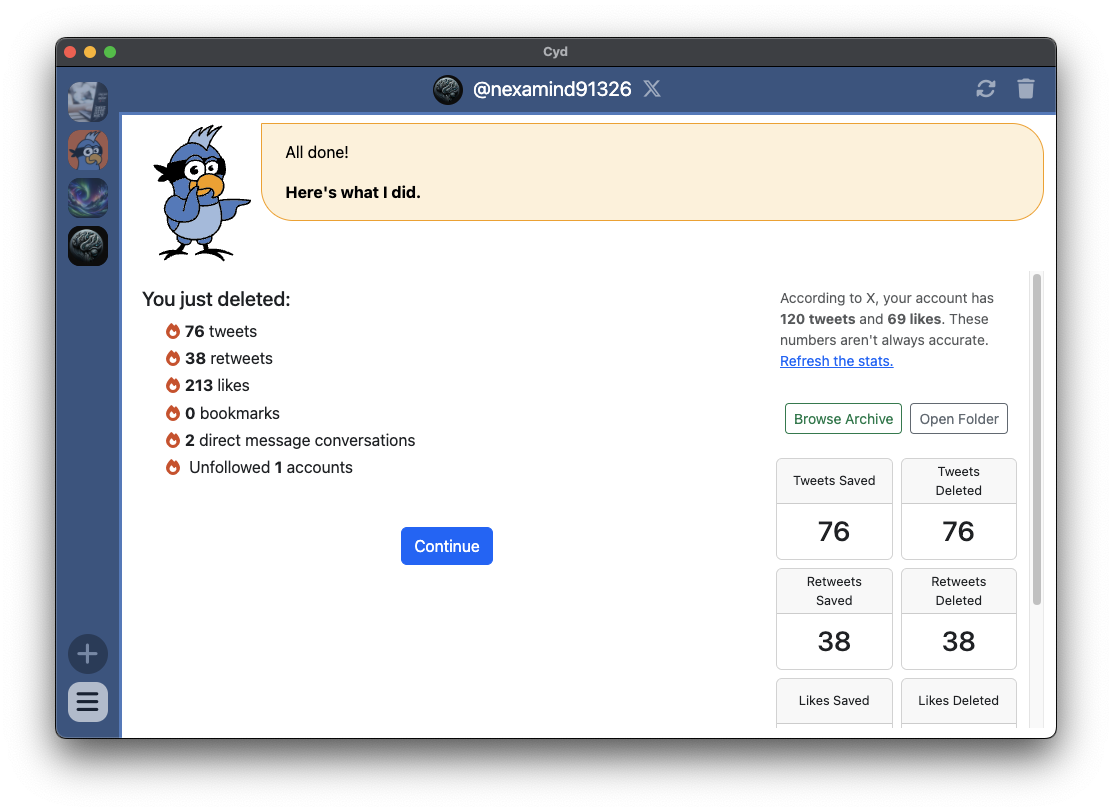 Cyd
@nexamind91326 X
All done!
Here's what I did.
You just deleted:
76 tweets
38 retweets
213 likes
0 bookmarks
2 direct message conversations
Unfollowed 1 accounts
Continue
According to X, your account has
120 tweets and 69 likes. These
numbers aren't always accurate.
Refresh the stats.
Browse Archive
Open Folder
Tweets Saved
76
Tweets
Deleted
76
Retweets
Saved
38
Retweets
Deleted
38
Likes Saved
Likes Deleted